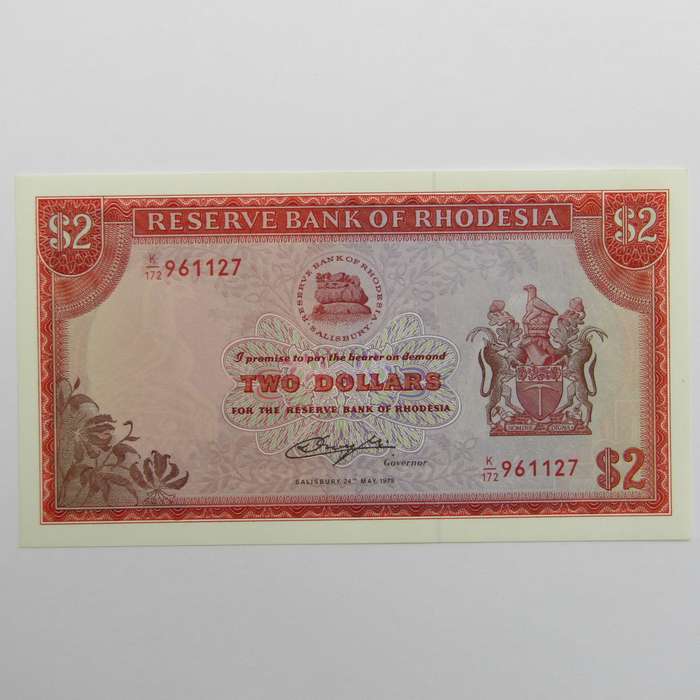 $2
RESERVE BANK OF RHODESIA
$2
K/172 961127
RESERVE BANK OF RHODESIA
SALISBURY
I promise to pay the bearer on demand
TWO DOLLARS
FOR THE RESERVE BANK OF RHODESIA
Governor
SALISBURY, 24TH MAY, 1979
K/172 961127
$2